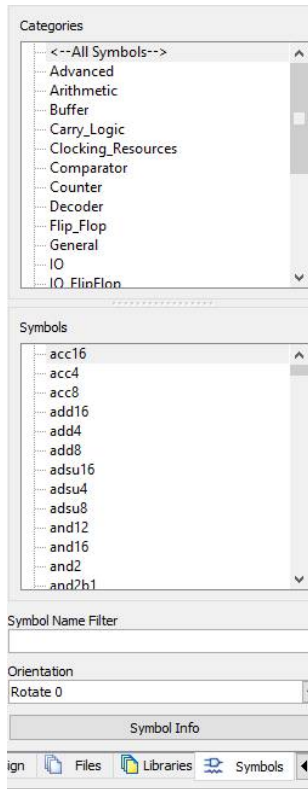 Categories
<--All Symbols-->
Advanced
Arithmetic
Buffer
Carry_Logic
Clocking_Resources
Comparator
Counter
Decoder
Flip_Flop
General
IO
IO_FlipFlop
Symbols
acc16
acc4
acc8
add16
add4
add8
adsu16
adsu4
adsu8
and12
and16
and2
and2b1
Symbol Name Filter
Orientation
Rotate 0
Symbol Info
ign Files Libraries Symbols